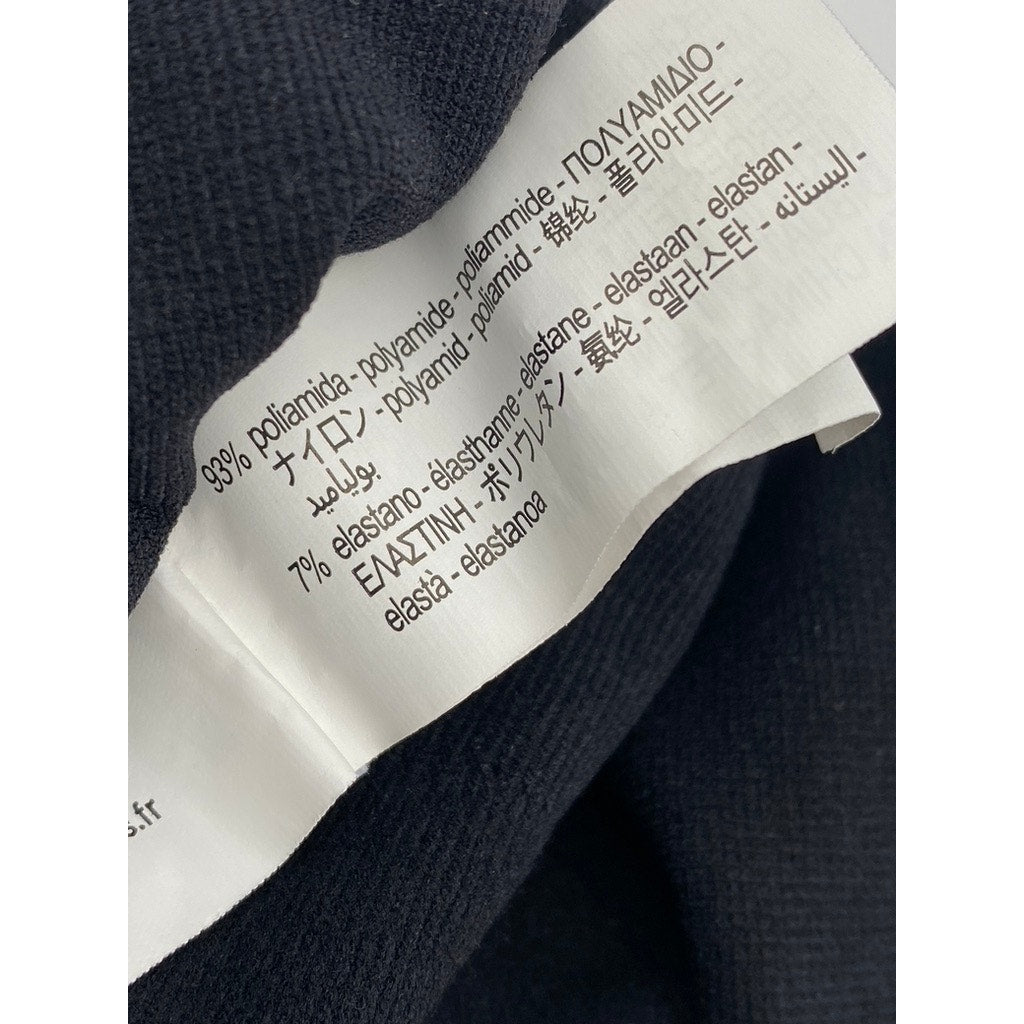 93% poliamida - polyamide - poliammide - ΠΟΛΥΑΜΙΔΙΟ -
ナイロン - polyamid - poliamid - 锦纶 - 폴리아미드 -
بوليأميد
7% elastano - élasthanne - elastane - elastaan - elastan -
ΕΛΑΣΤΙΝΗ - ポリウレタン - 氨纶 - 엘라스탄 - اليستانه -
elastà - elastanoa
s.fr